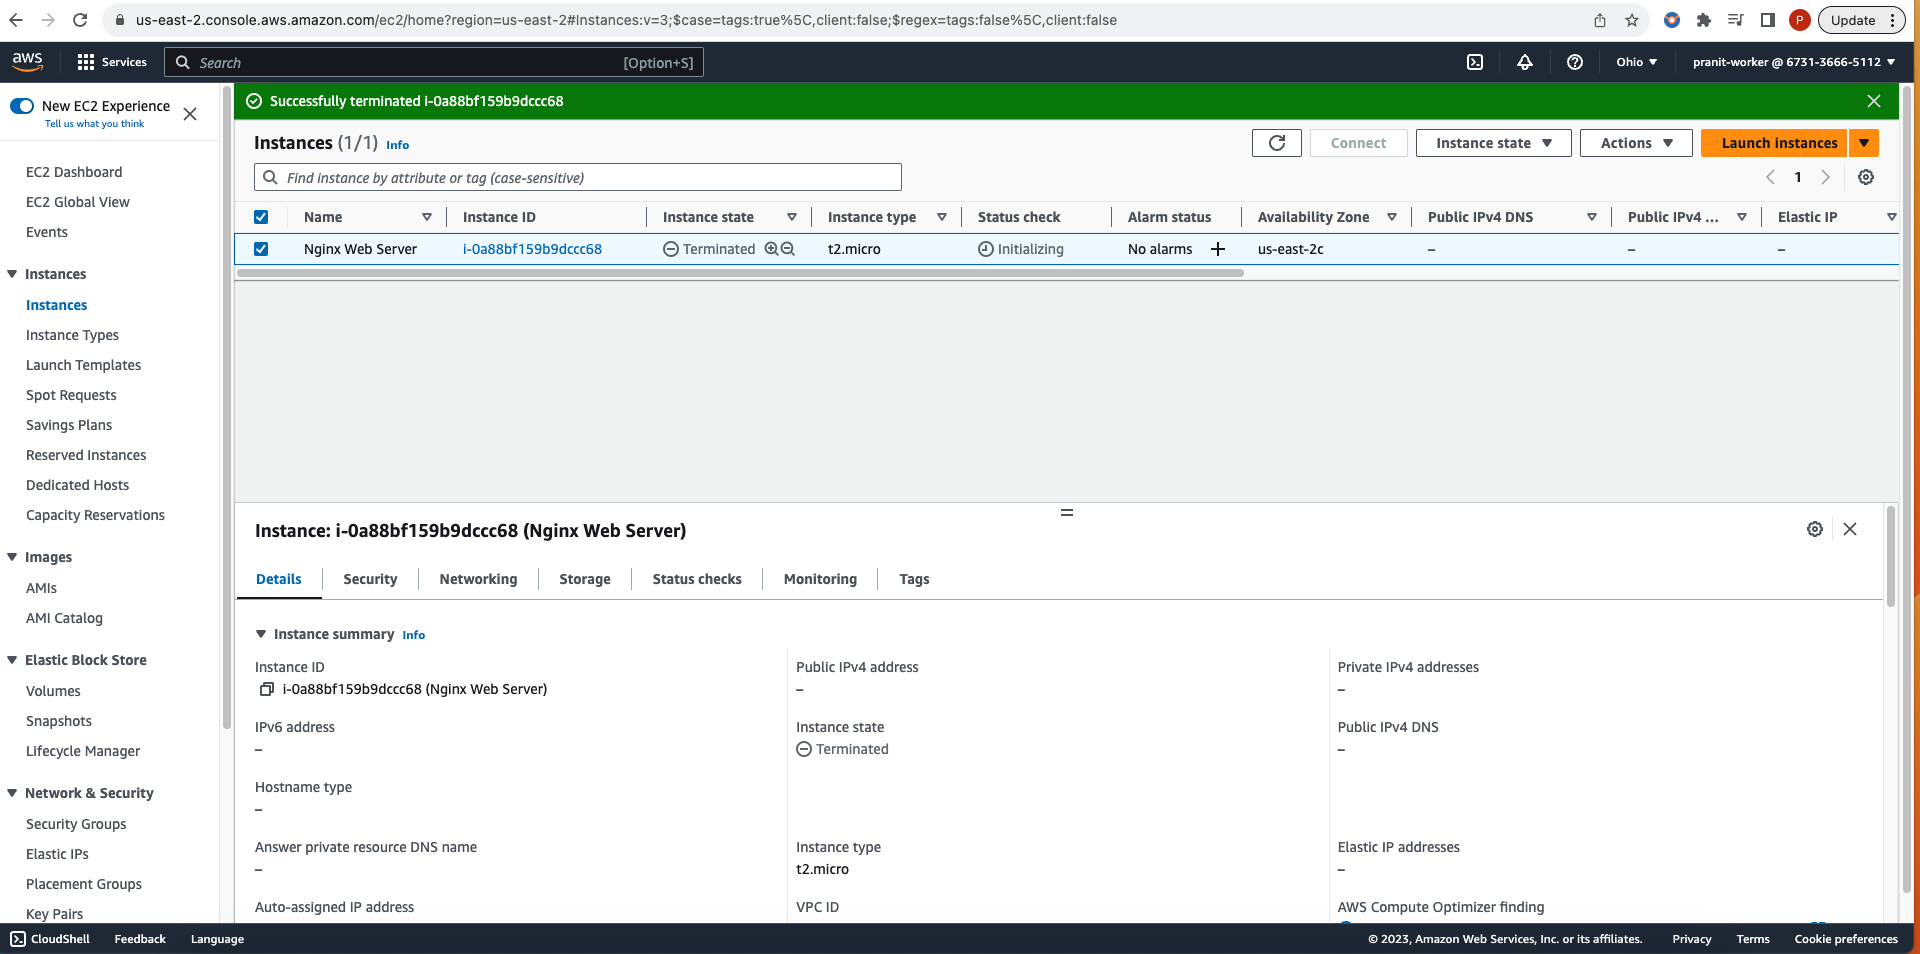 us-east-2.console.aws.amazon.com/ec2/home?region=us-east-2#Instances:v=3;$case=tags:true%5C,client:false;$regex=tags:false%5C,client:false
P
Update
aws
Services
Search
[Option+S]
Ohio
pranit-worker @ 6731-3666-5112
New EC2 Experience
Tell us what you think
EC2 Dashboard
EC2 Global View
Events
Instances
Instances
Instance Types
Launch Templates
Spot Requests
Savings Plans
Reserved Instances
Dedicated Hosts
Capacity Reservations
Images
AMIs
AMI Catalog
Elastic Block Store
Volumes
Snapshots
Lifecycle Manager
Network & Security
Security Groups
Elastic IPs
Placement Groups
Key Pairs
Successfully terminated i-0a88bf159b9dccc68
Instances (1/1) Info
Connect
Instance state
Actions
Launch instances
Find instance by attribute or tag (case-sensitive)
1
Name Instance ID Instance state Instance type Status check Alarm status Availability Zone Public IPv4 DNS Public IPv4 ... Elastic IP
Nginx Web Server i-0a88bf159b9dccc68 Terminated t2.micro Initializing No alarms + us-east-2c – – –
Instance: i-0a88bf159b9dccc68 (Nginx Web Server)
Details Security Networking Storage Status checks Monitoring Tags
Instance summary Info
Instance ID
i-0a88bf159b9dccc68 (Nginx Web Server)
Public IPv4 address
–
Private IPv4 addresses
–
IPv6 address
–
Instance state
Terminated
Public IPv4 DNS
–
Hostname type
–
Answer private resource DNS name
–
Instance type
t2.micro
Elastic IP addresses
–
Auto-assigned IP address
VPC ID
AWS Compute Optimizer finding
CloudShell
Feedback
Language
© 2023, Amazon Web Services, Inc. or its affiliates.
Privacy
Terms
Cookie preferences